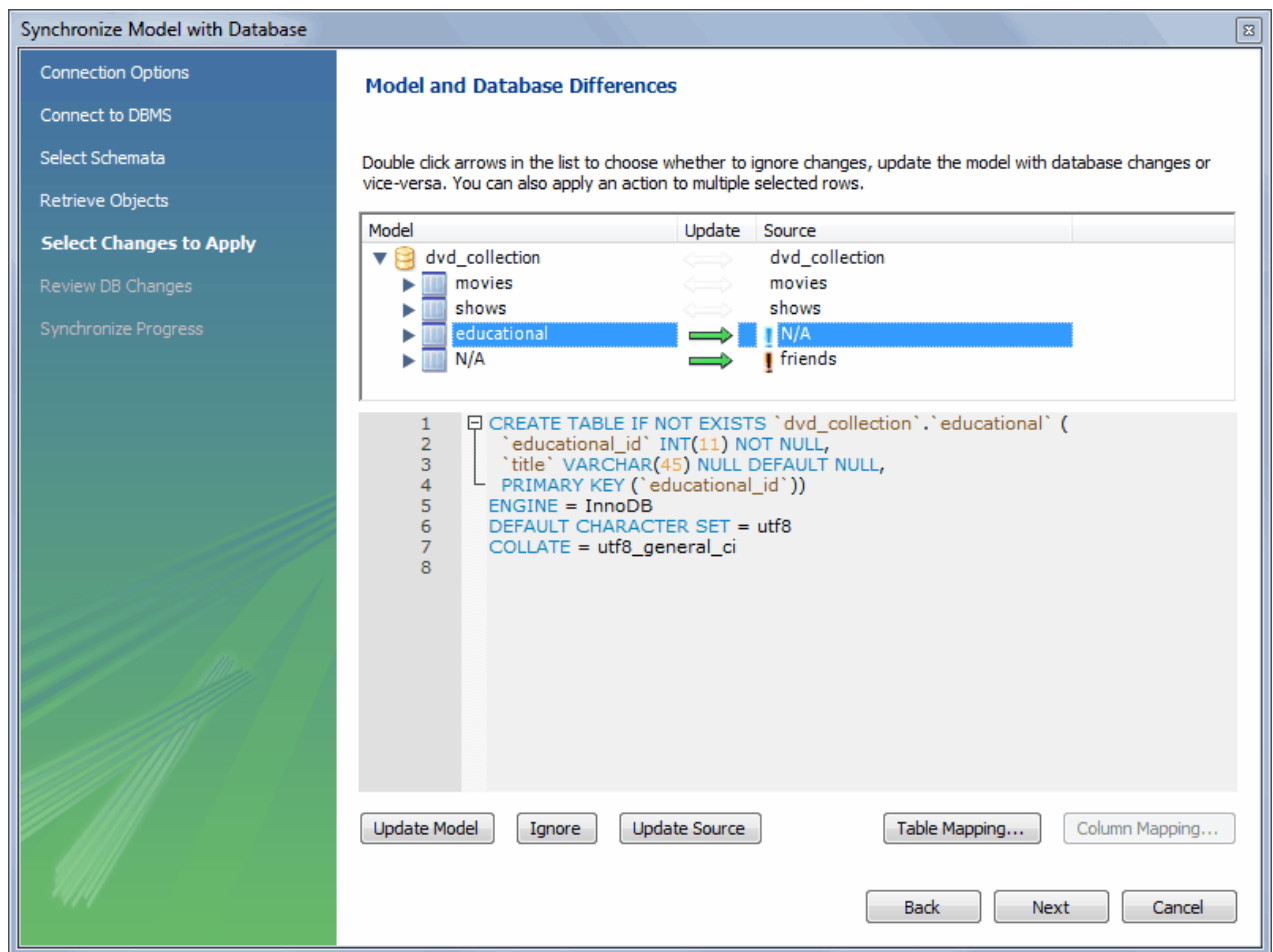 Synchronize Model with Database
Connection Options
Connect to DBMS
Select Schemata
Retrieve Objects
Select Changes to Apply
Review DB Changes
Synchronize Progress
Model and Database Differences
Double click arrows in the list to choose whether to ignore changes, update the model with database changes or
vice-versa. You can also apply an action to multiple selected rows.
Model Update Source
dvd_collection dvd_collection
movies movies
shows shows
educational N/A
N/A friends
1 CREATE TABLE IF NOT EXISTS `dvd_collection`.`educational` (
2 `educational_id` INT(11) NOT NULL,
3 `title` VARCHAR(45) NULL DEFAULT NULL,
4 PRIMARY KEY (`educational_id`))
5 ENGINE = InnoDB
6 DEFAULT CHARACTER SET = utf8
7 COLLATE = utf8_general_ci
8
Update Model Ignore Update Source Table Mapping... Column Mapping...
Back Next Cancel